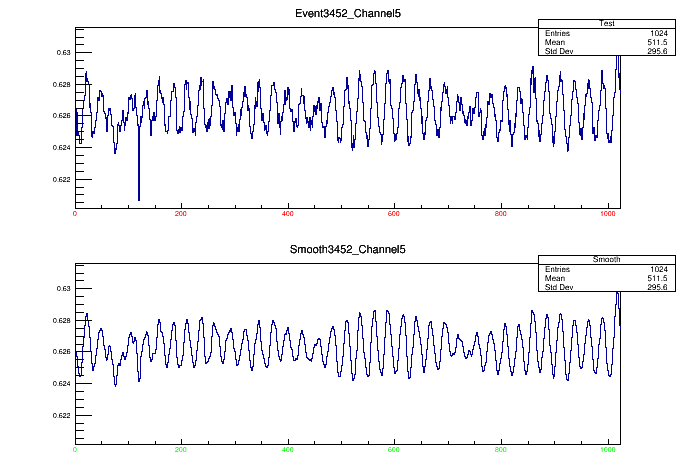 Event3452_Channel5
Test
Entries 1024
Mean 511.5
Std Dev 295.6
0.63
0.628
0.626
0.624
0.622
0 200 400 600 800 1000
Smooth3452_Channel5
Smooth
Entries 1024
Mean 511.5
Std Dev 295.6
0.63
0.628
0.626
0.624
0.622
0 200 400 600 800 1000